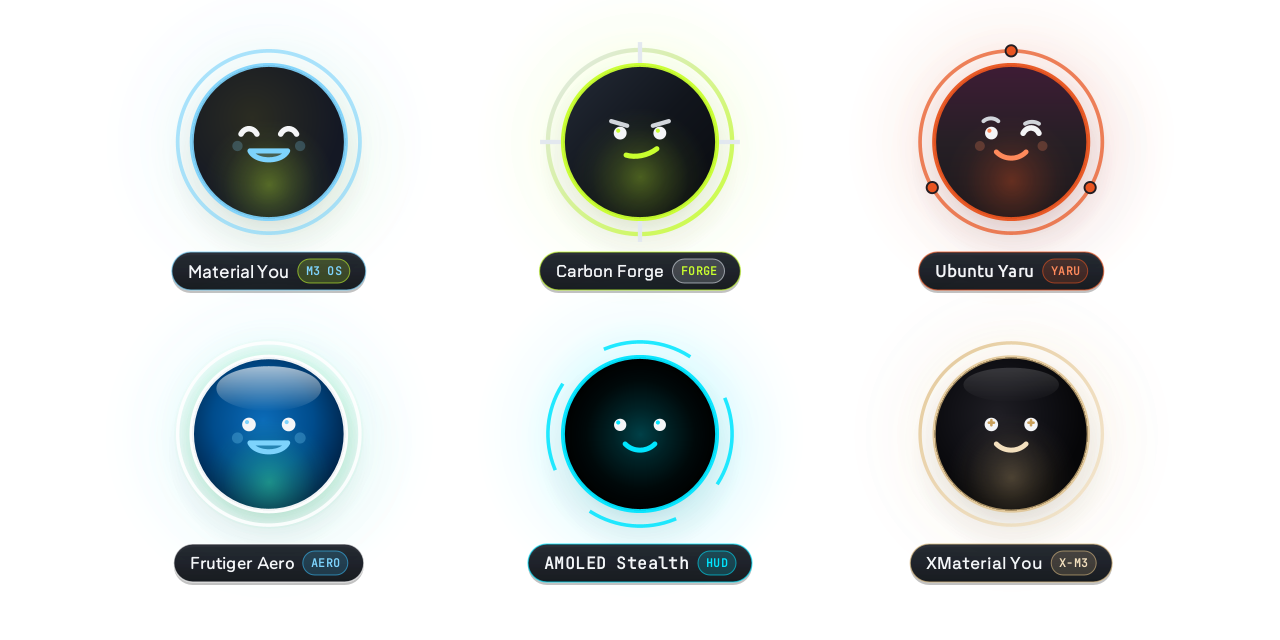 Material You M3 OS
Carbon Forge FORGE
Ubuntu Yaru YARU
Frutiger Aero AERO
AMOLED Stealth HUD
XMaterial You X-M3